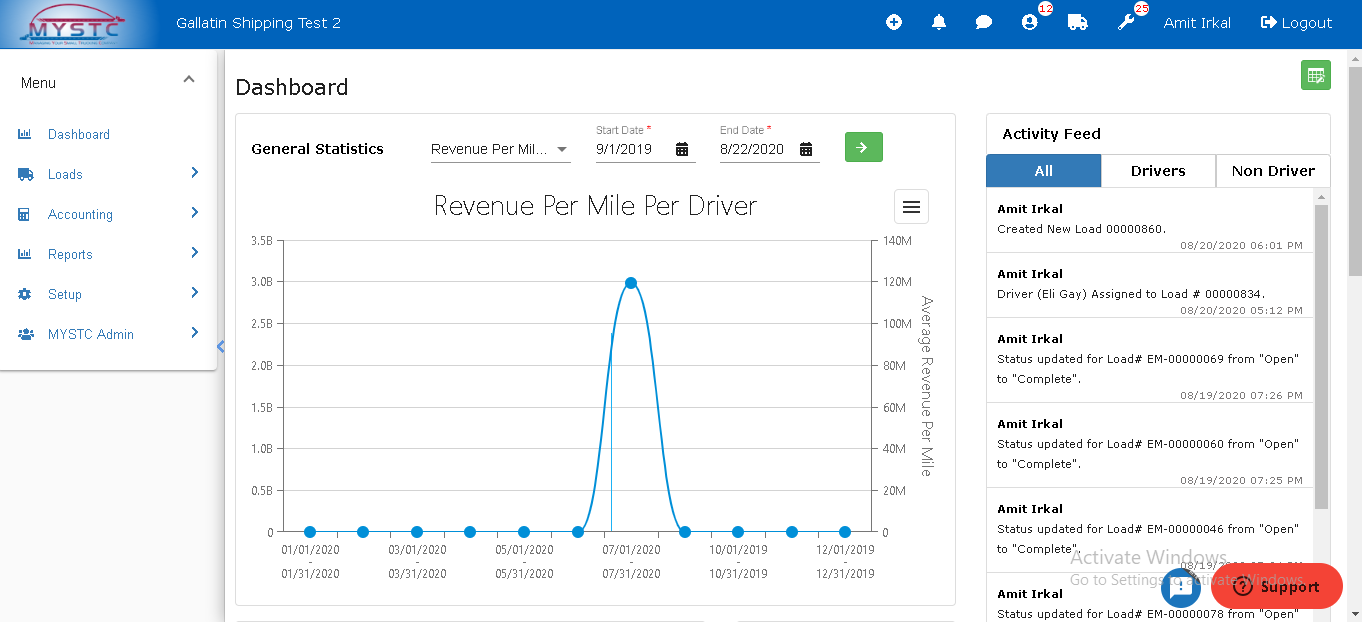 MYSTC
Gallatin Shipping Test 2
12
25
Amit Irkal
Logout
Menu
Dashboard
Loads
Accounting
Reports
Setup
MYSTC Admin
Dashboard
General Statistics
Revenue Per Mil...
Start Date *
9/1/2019
End Date *
8/22/2020
Revenue Per Mile Per Driver
3.5B
3.0B
2.5B
2.0B
1.5B
1.0B
0.5B
0
140M
120M
100M
80M
60M
40M
20M
0
Average Revenue Per Mile
01/01/2020 - 01/31/2020
03/01/2020 - 03/31/2020
05/01/2020 - 05/31/2020
07/01/2020 - 07/31/2020
10/01/2019 - 10/31/2019
12/01/2019 - 12/31/2019
Activity Feed
All
Drivers
Non Driver
Amit Irkal
Created New Load 00000860.
08/20/2020 06:01 PM
Amit Irkal
Driver (Eli Gay) Assigned to Load # 00000834.
08/20/2020 05:12 PM
Amit Irkal
Status updated for Load# EM-00000069 from "Open"
to "Complete".
08/19/2020 07:26 PM
Amit Irkal
Status updated for Load# EM-00000060 from "Open"
to "Complete".
08/19/2020 07:25 PM
Amit Irkal
Status updated for Load# EM-00000046 from "Open"
to "Complete".
Amit Irkal
Status updated for Load# EM-00000078 from "Open"
Activate Windows
Go to Settings to activate Windows.
Support